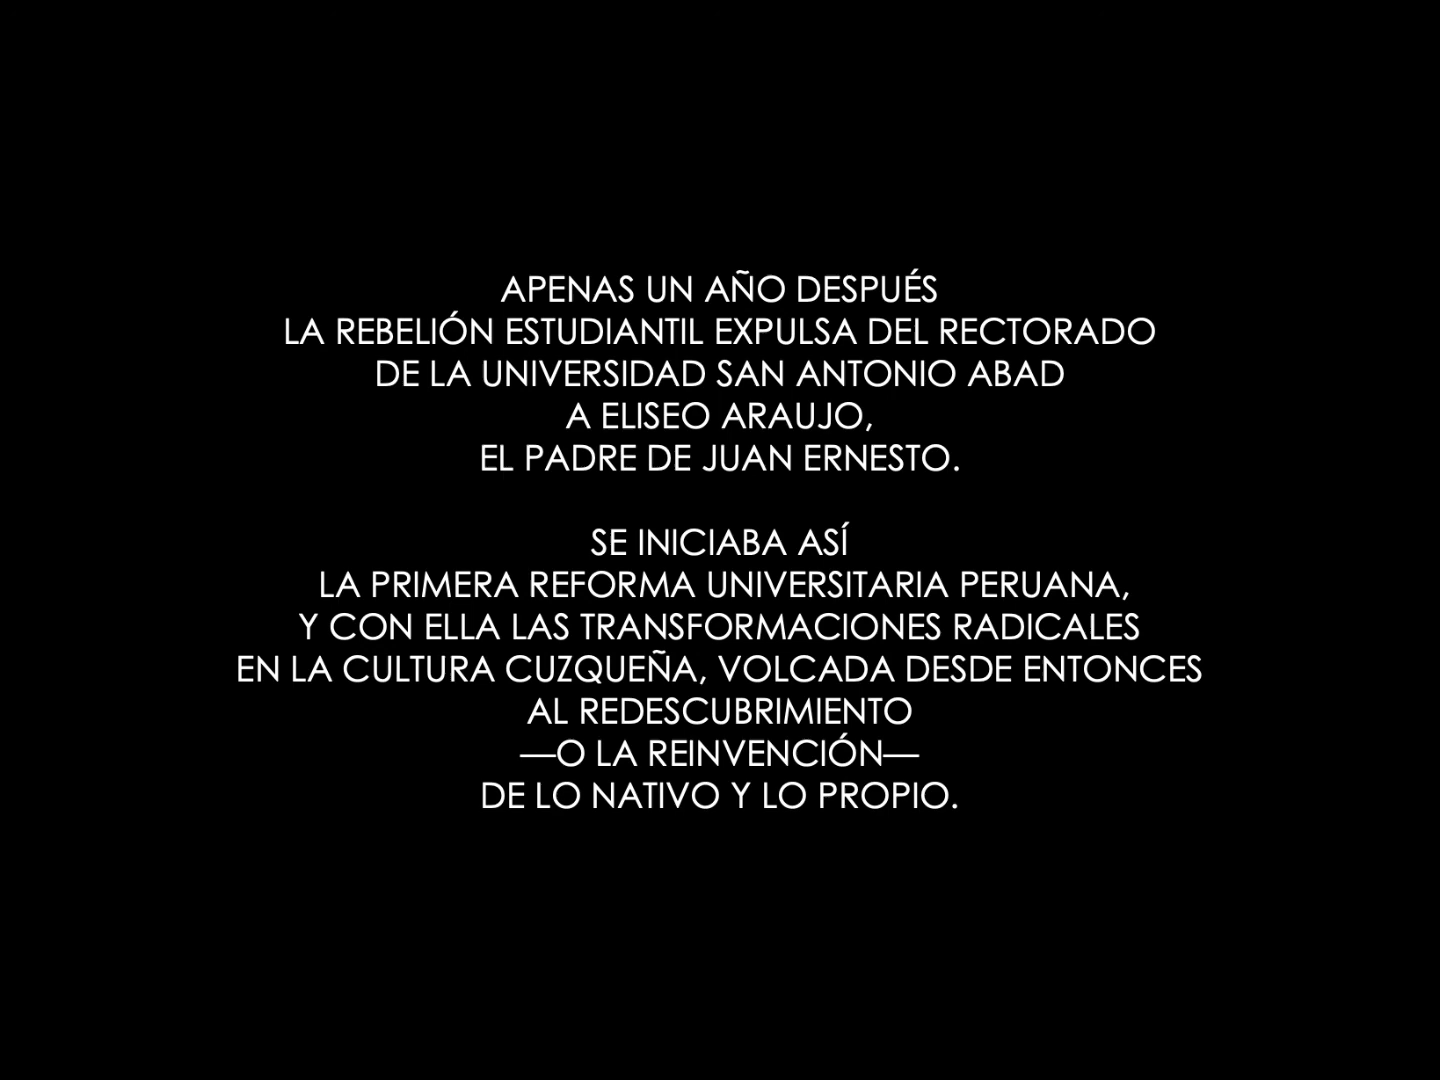 APENAS UN AÑO DESPUÉS
LA REBELIÓN ESTUDIANTIL EXPULSA DEL RECTORADO
DE LA UNIVERSIDAD SAN ANTONIO ABAD
A ELISEO ARAUJO,
EL PADRE DE JUAN ERNESTO.
SE INICIABA ASÍ
LA PRIMERA REFORMA UNIVERSITARIA PERUANA,
Y CON ELLA LAS TRANSFORMACIONES RADICALES
EN LA CULTURA CUZQUEÑA, VOLCADA DESDE ENTONCES
AL REDESCUBRIMIENTO
—O LA REINVENCIÓN—
DE LO NATIVO Y LO PROPIO.